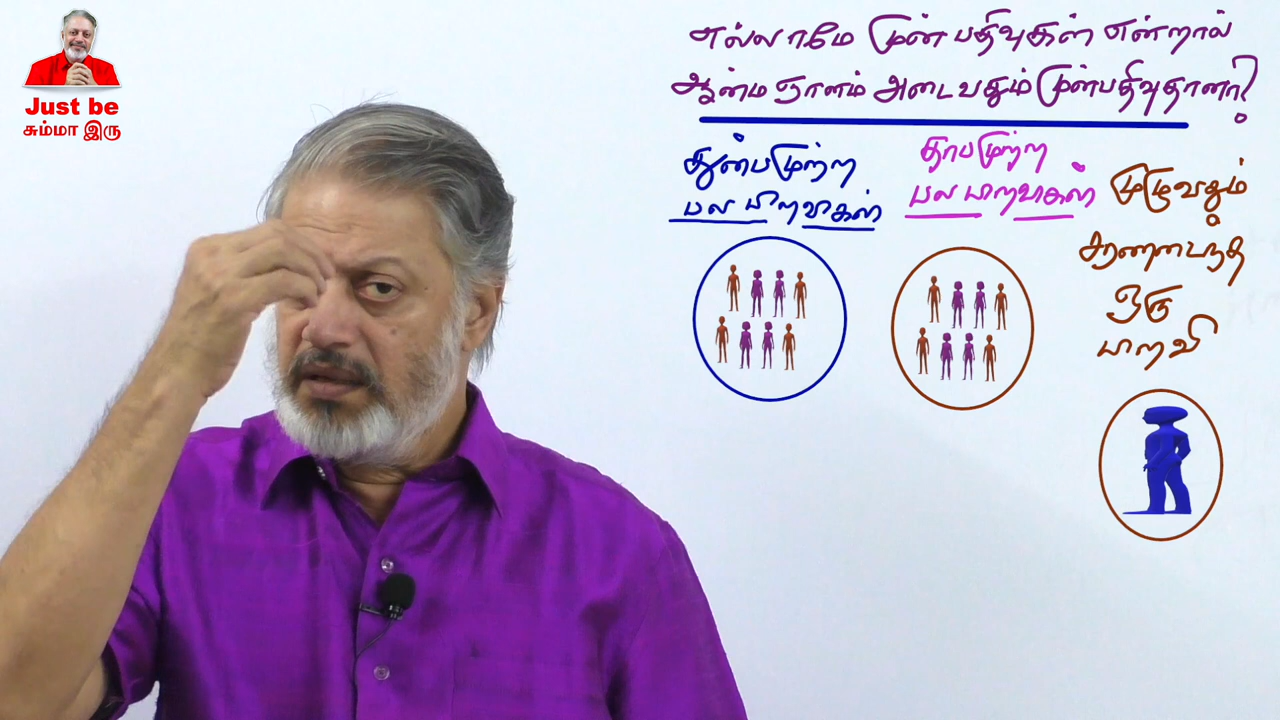 Just be
சும்மா இரு
எல்லாமே முன் பதிவுகள் என்றால்
ஆன்ம ஞானம் அடைவதும் முன்பதிவுதானா?
துன்பமுற்ற
பல பிறவிகள்
தாபமுற்ற
பல பிறவிகள்
முழுவதும்
சரணடைந்த
ஒரு
பிறவி